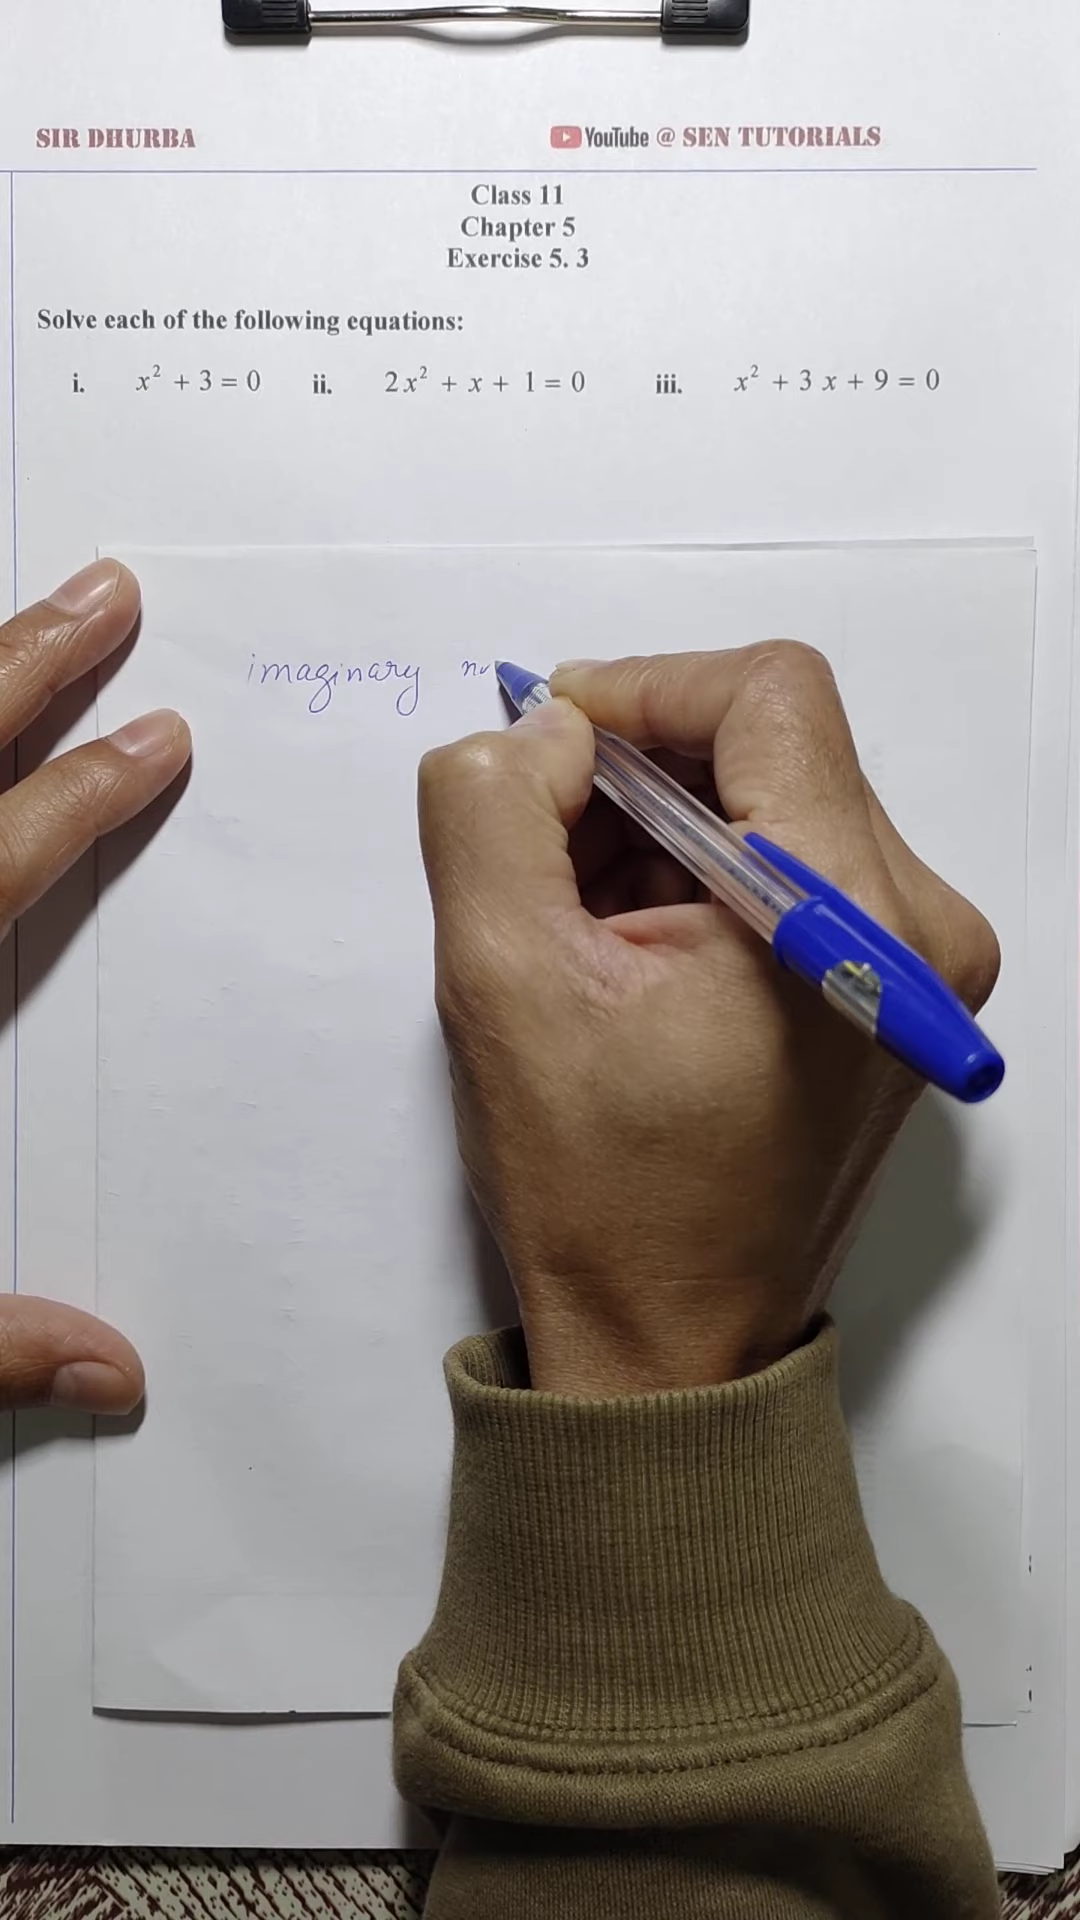 SIR DHURBA YouTube @ SEN TUTORIALS
Class 11
Chapter 5
Exercise 5. 3
Solve each of the following equations:
i. x² + 3 = 0 ii. 2x² + x + 1 = 0 iii. x² + 3 x + 9 = 0
imaginary